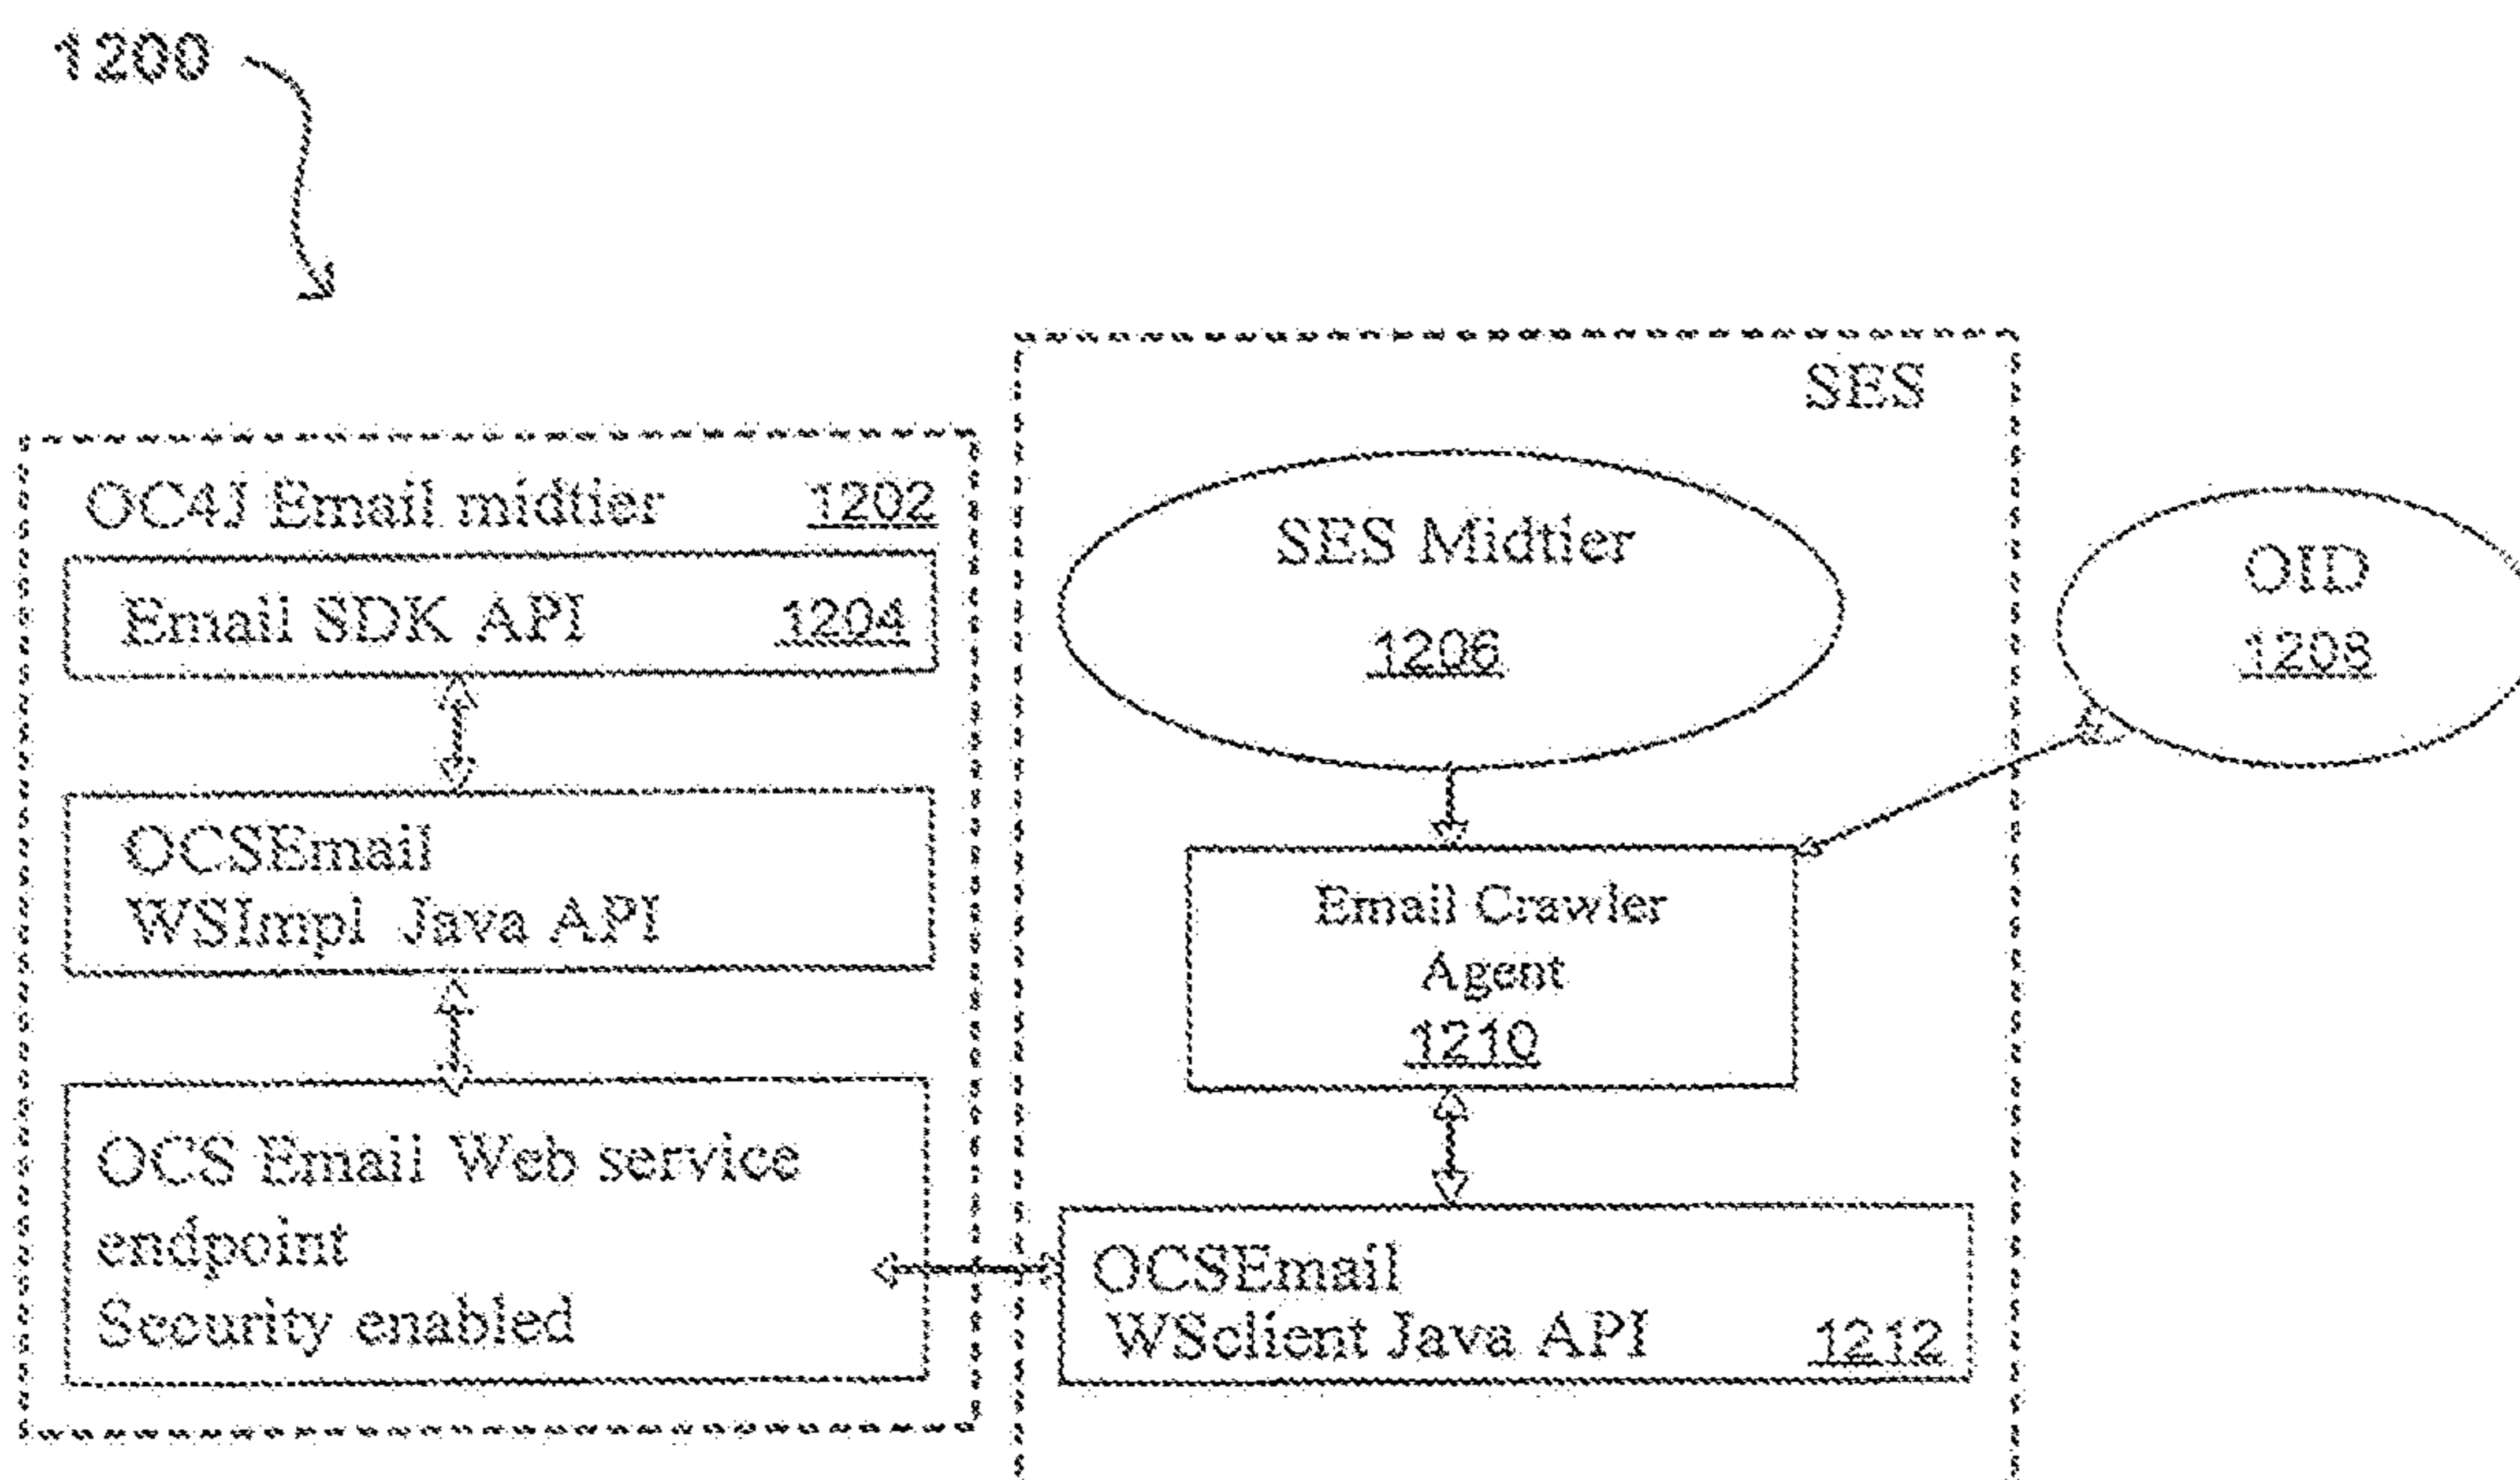 1200
SES
OC4J Email midtier 1202
Email SDK API 1204
OCSEmail
WSImpl Java API
OCS Email Web service
endpoint
Security enabled
SES Midtier
1206
OID
1208
Email Crawler
Agent
1210
OCSEmail
WSclient Java API 1212